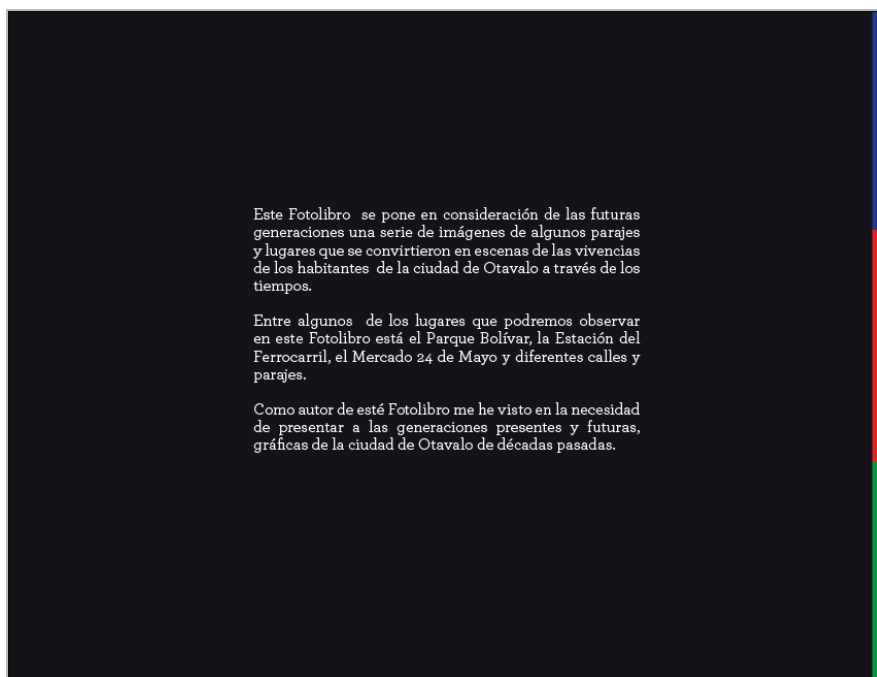 Este Fotolibro  se pone en consideración de las futuras
generaciones una serie de imágenes de algunos parajes
y lugares que se convirtieron en escenas de las vivencias
de los habitantes  de la ciudad de Otavalo a través de los
tiempos.
Entre algunos  de los lugares que podremos observar
en este Fotolibro está el Parque Bolívar, la Estación del
Ferrocarril, el Mercado 24 de Mayo y diferentes calles y
parajes.
Como autor de esté Fotolibro me he visto en la necesidad
de presentar a las generaciones presentes y futuras,
gráficas de la ciudad de Otavalo de décadas pasadas.